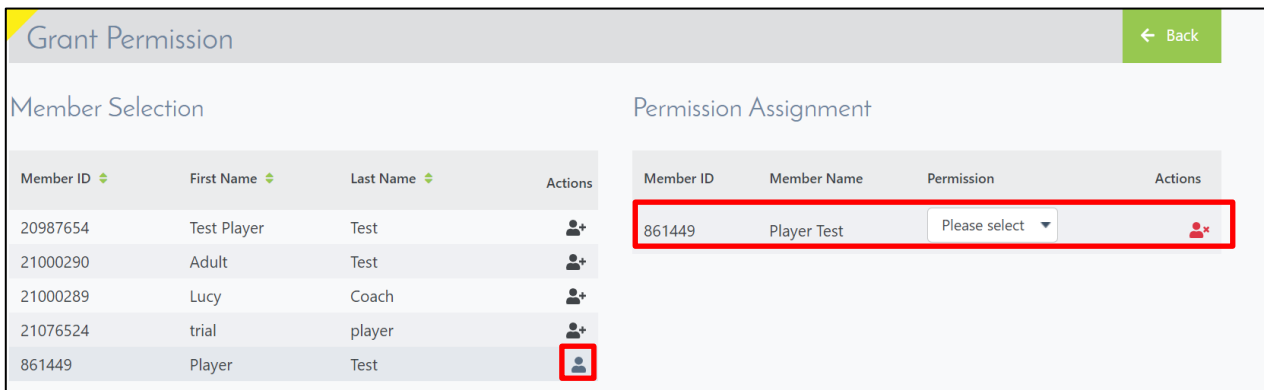 Grant Permission
Back
Member Selection
Member ID First Name Last Name Actions
20987654 Test Player Test
21000290 Adult Test
21000289 Lucy Coach
21076524 trial player
861449 Player Test
Permission Assignment
Member ID Member Name Permission Actions
861449 Player Test Please select